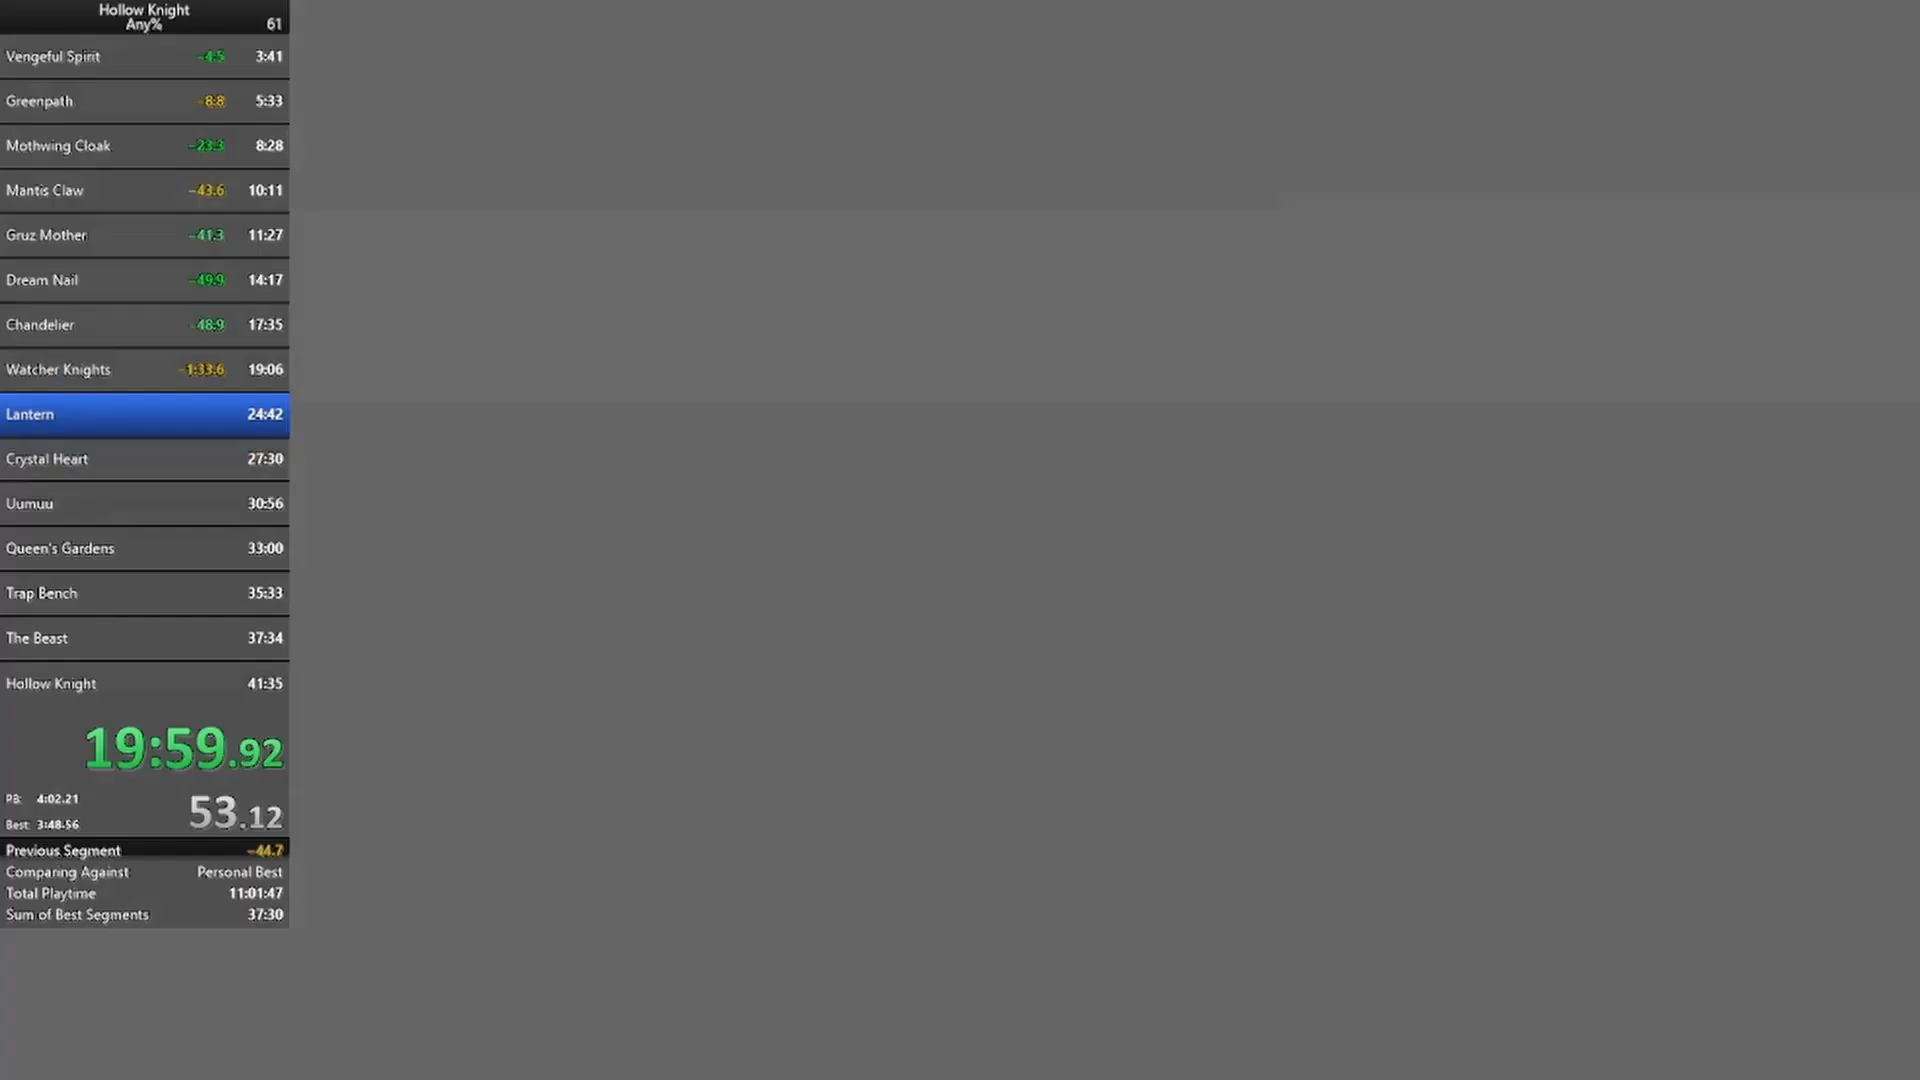 Hollow Knight
Any% 61
Vengeful Spirit -4.5 3:41
Greenpath -8.8 5:33
Mothwing Cloak -23.3 8:28
Mantis Claw -43.6 10:11
Gruz Mother -41.3 11:27
Dream Nail -49.9 14:17
Chandelier -48.9 17:35
Watcher Knights -1:33.6 19:06
Lantern 24:42
Crystal Heart 27:30
Uumuu 30:56
Queen's Gardens 33:00
Trap Bench 35:33
The Beast 37:34
Hollow Knight 41:35
19:59.92
PB: 4:02.21 53.12
Best: 3:48.56
Previous Segment -44.7
Comparing Against Personal Best
Total Playtime 11:01:47
Sum of Best Segments 37:30